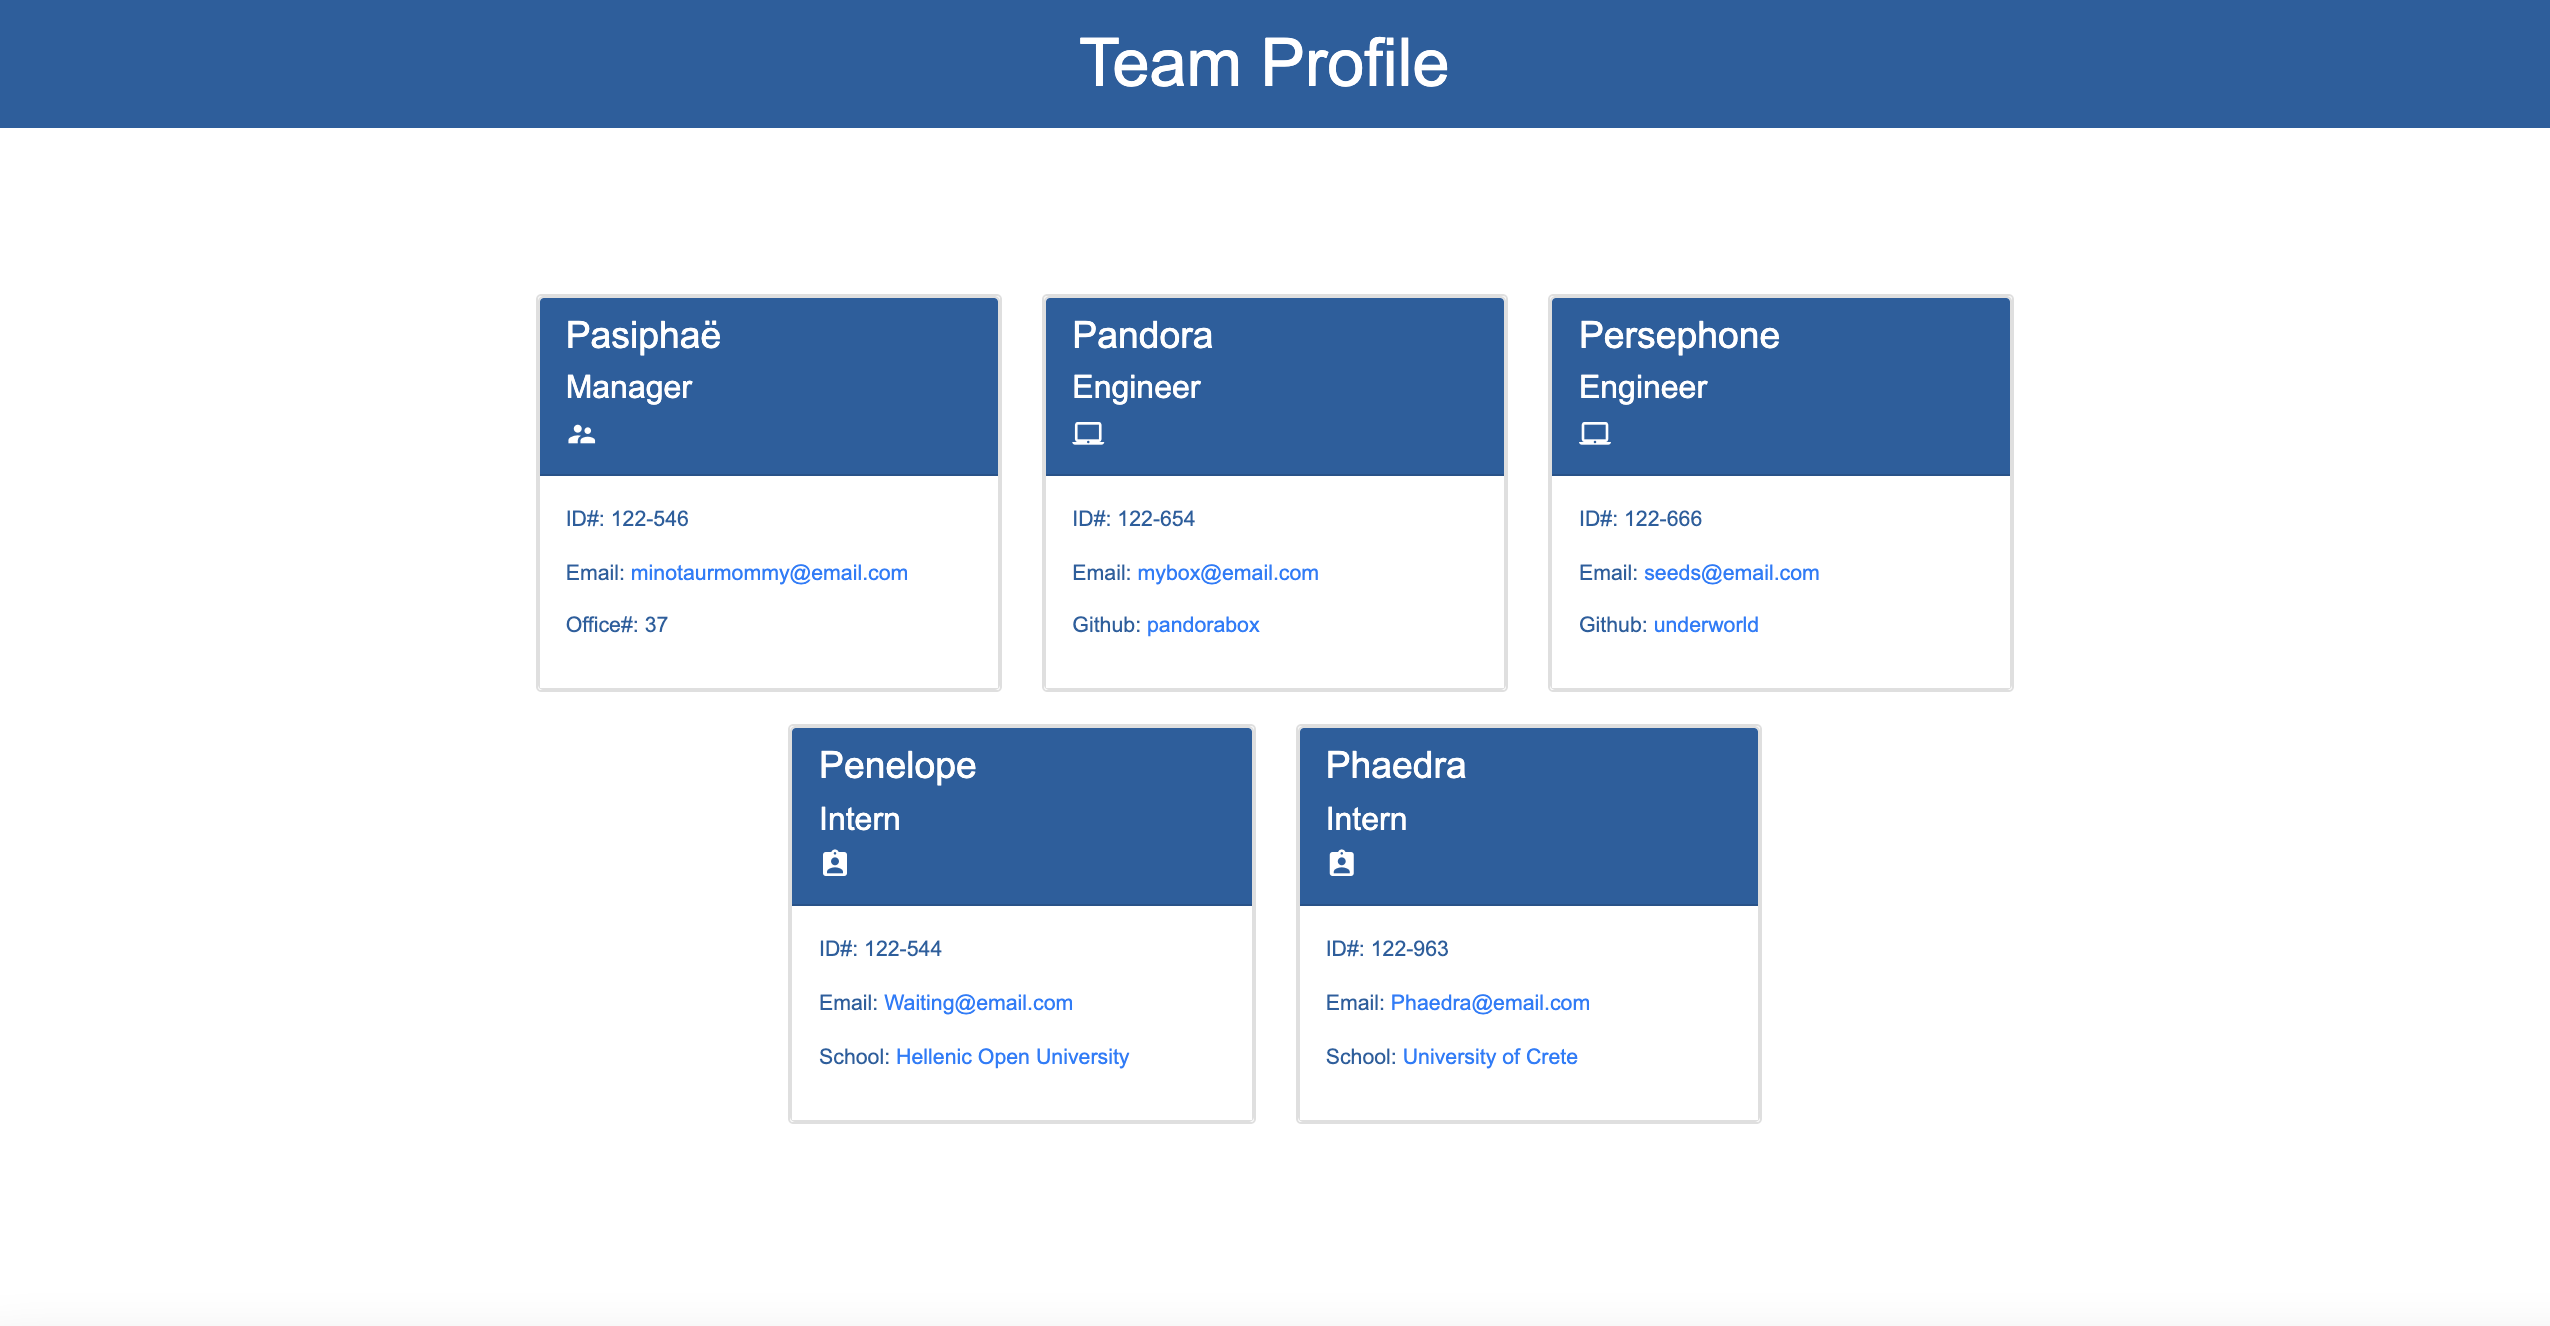 Team Profile
Pasiphaë
Manager
ID#: 122-546
Email: minotaurmommy@email.com
Office#: 37
Pandora
Engineer
ID#: 122-654
Email: mybox@email.com
Github: pandorabox
Persephone
Engineer
ID#: 122-666
Email: seeds@email.com
Github: underworld
Penelope
Intern
ID#: 122-544
Email: Waiting@email.com
School: Hellenic Open University
Phaedra
Intern
ID#: 122-963
Email: Phaedra@email.com
School: University of Crete